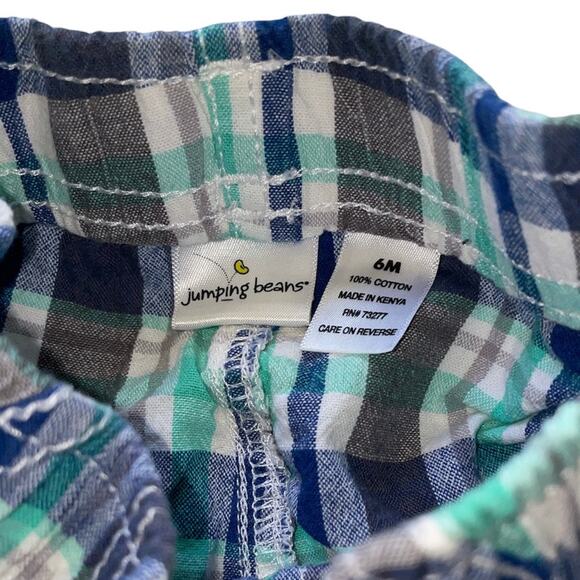 jumping beans®
6M
100% COTTON
MADE IN KENYA
RN# 73277
CARE ON REVERSE